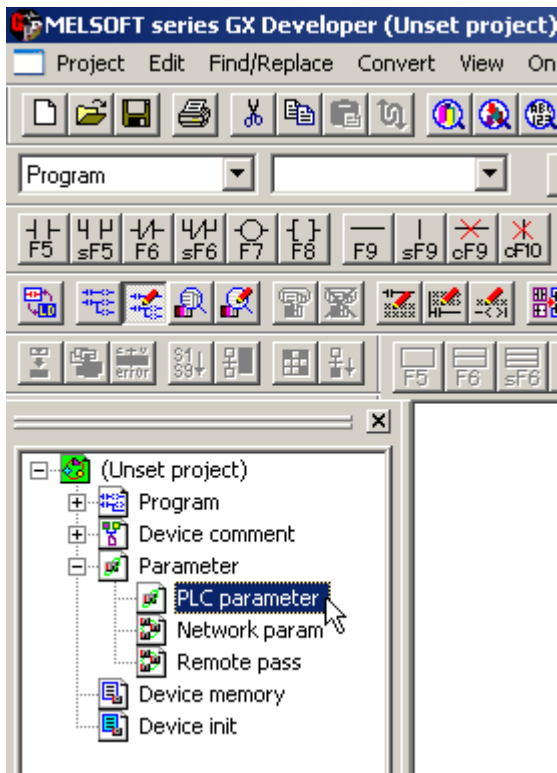 MELSOFT series GX Developer (Unset project)
Project Edit Find/Replace Convert View On
Program
F5 sF5 F6 sF6 F7 F8 F9 sF9 cF9 cF10
error S1 S9 F5 F6 sF6
(Unset project)
Program
Device comment
Parameter
PLC parameter
Network param
Remote pass
Device memory
Device init